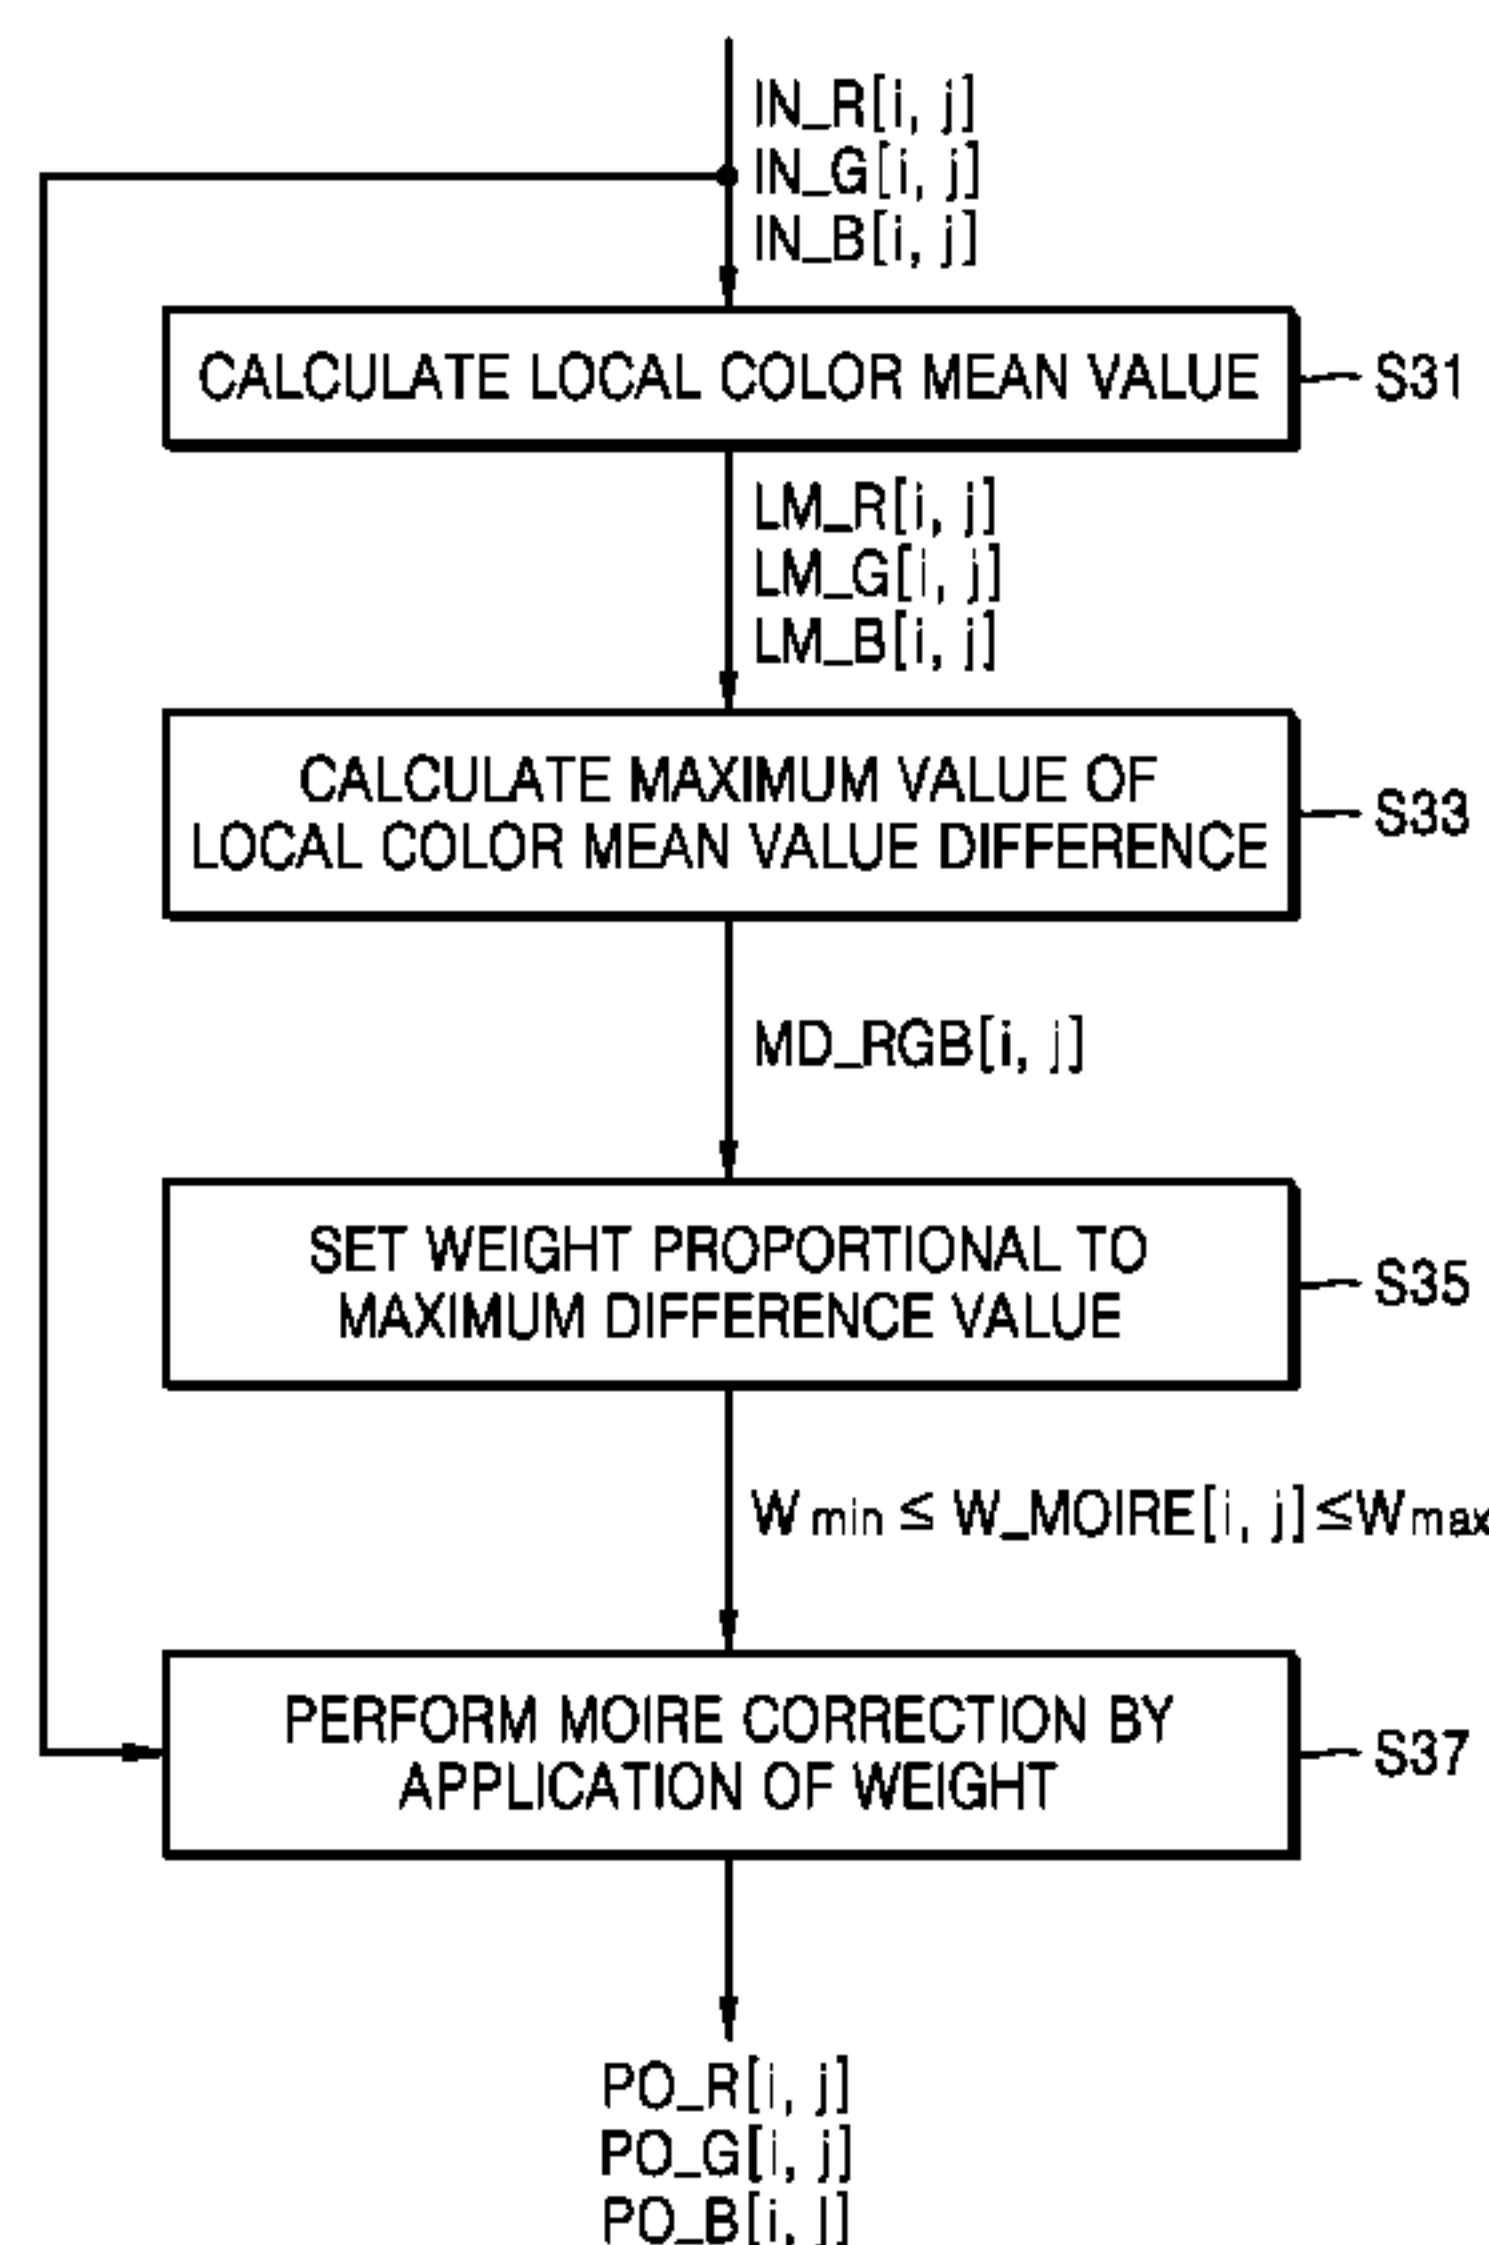 IN_R[i, j]
IN_G[i, j]
IN_B[i, j]
CALCULATE LOCAL COLOR MEAN VALUE
S31
LM_R[i, j]
LM_G[i, j]
LM_B[i, j]
CALCULATE MAXIMUM VALUE OF
LOCAL COLOR MEAN VALUE DIFFERENCE
S33
MD_RGB[i, j]
SET WEIGHT PROPORTIONAL TO
MAXIMUM DIFFERENCE VALUE
S35
Wmin ≤ W_MOIRE[i, j]≤Wmax
PERFORM MOIRE CORRECTION BY
APPLICATION OF WEIGHT
S37
PO_R[i, j]
PO_G[i, j]
PO_B[i, j]